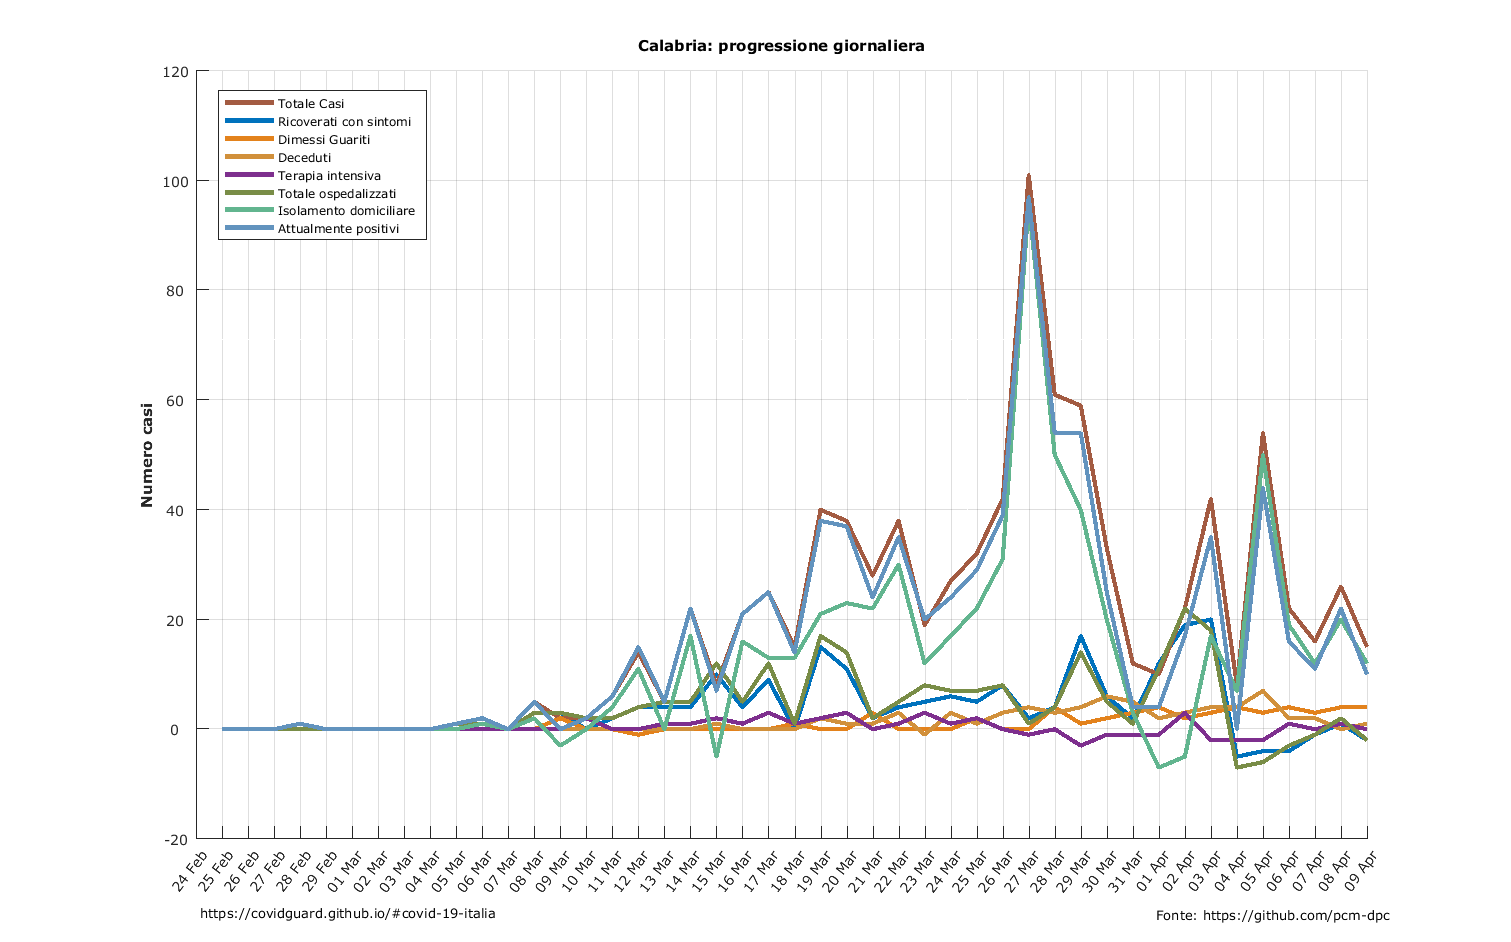 Calabria: progressione giornaliera
120
100
80
60
40
20
0
-20
Numero casi
Totale Casi
Ricoverati con sintomi
Dimessi Guariti
Deceduti
Terapia intensiva
Totale ospedalizzati
Isolamento domiciliare
Attualmente positivi
24 Feb
25 Feb
26 Feb
27 Feb
28 Feb
29 Feb
01 Mar
02 Mar
03 Mar
04 Mar
05 Mar
06 Mar
07 Mar
08 Mar
09 Mar
10 Mar
11 Mar
12 Mar
13 Mar
14 Mar
15 Mar
16 Mar
17 Mar
18 Mar
19 Mar
20 Mar
21 Mar
22 Mar
23 Mar
24 Mar
25 Mar
26 Mar
27 Mar
28 Mar
29 Mar
30 Mar
31 Mar
01 Apr
02 Apr
03 Apr
04 Apr
05 Apr
06 Apr
07 Apr
08 Apr
09 Apr
https://covidguard.github.io/#covid-19-italia
Fonte: https://github.com/pcm-dpc